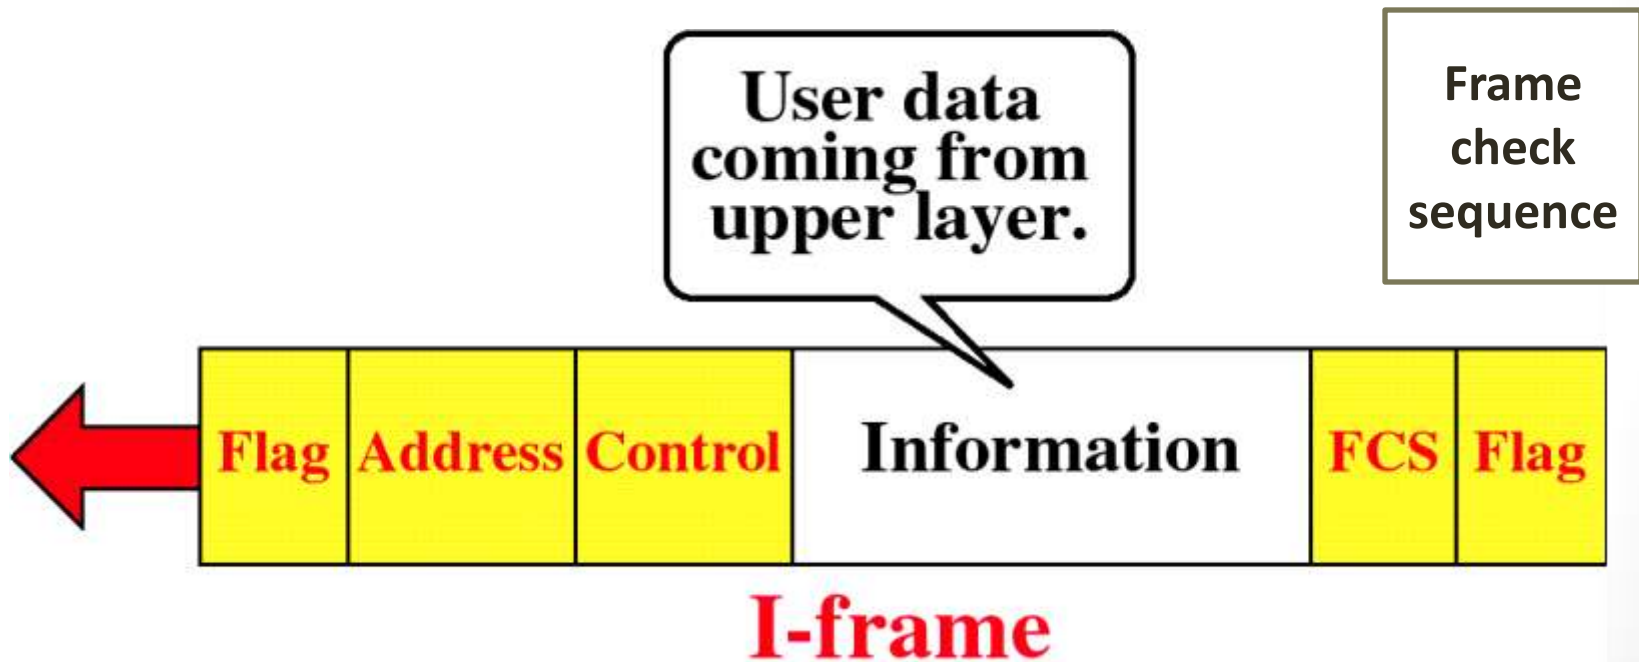 User data
coming from
upper layer.
Frame
check
sequence
Flag Address Control Information FCS Flag
I-frame